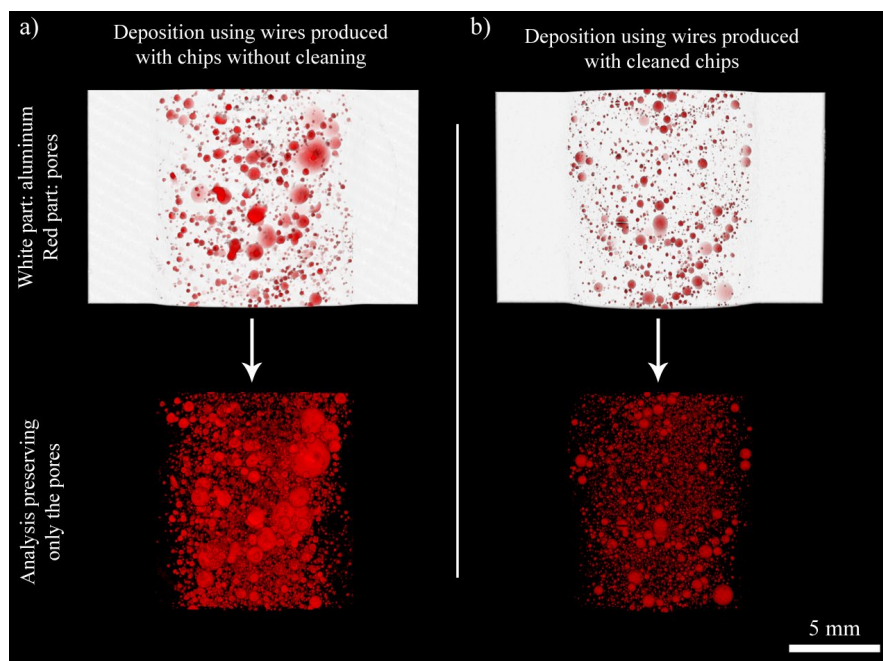 a)
Deposition using wires produced
with chips without cleaning
b)
Deposition using wires produced
with cleaned chips
White part: aluminum
Red part: pores
Analysis preserving
only the pores
5 mm